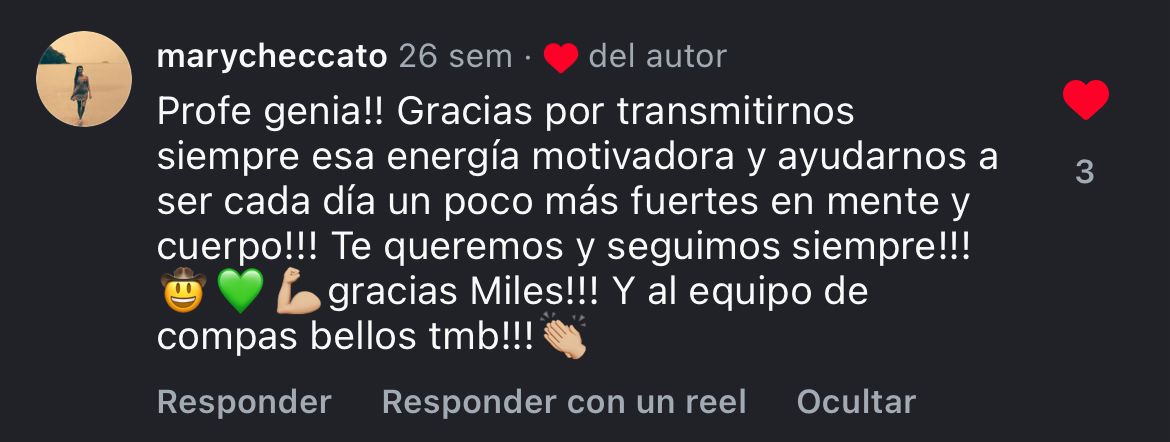 marycheccato 26 sem · ❤️ del autor
Profe genia!! Gracias por transmitirnos
siempre esa energía motivadora y ayudarnos a
ser cada día un poco más fuertes en mente y
cuerpo!!! Te queremos y seguimos siempre!!!
🤠💚💪🏼gracias Miles!!! Y al equipo de
compas bellos tmb!!!👏🏼
3
Responder Responder con un reel Ocultar